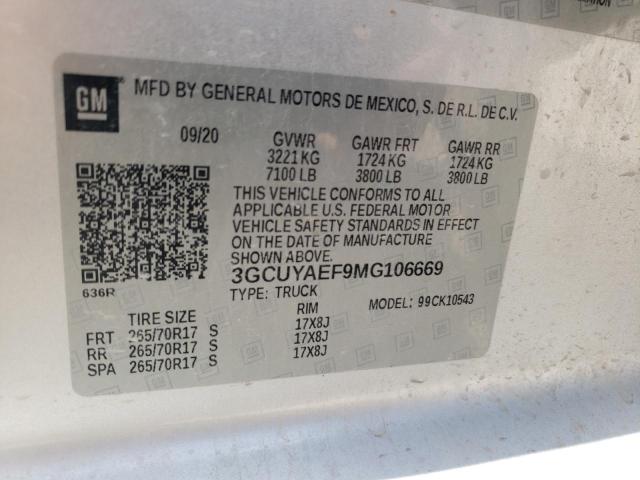 GM
MFD BY GENERAL MOTORS DE MEXICO, S. DE R.L. DE C.V.
09/20 GVWR GAWR FRT GAWR RR
3221 KG 1724 KG 1724 KG
7100 LB 3800 LB 3800 LB
THIS VEHICLE CONFORMS TO ALL
APPLICABLE U.S. FEDERAL MOTOR
VEHICLE SAFETY STANDARDS IN EFFECT
ON THE DATE OF MANUFACTURE
SHOWN ABOVE.
3GCUYAEF9MG106669
636R
TYPE: TRUCK MODEL: 99CK10543
TIRE SIZE RIM
FRT 265/70R17 S 17X8J
RR 265/70R17 S 17X8J
SPA 265/70R17 S 17X8J